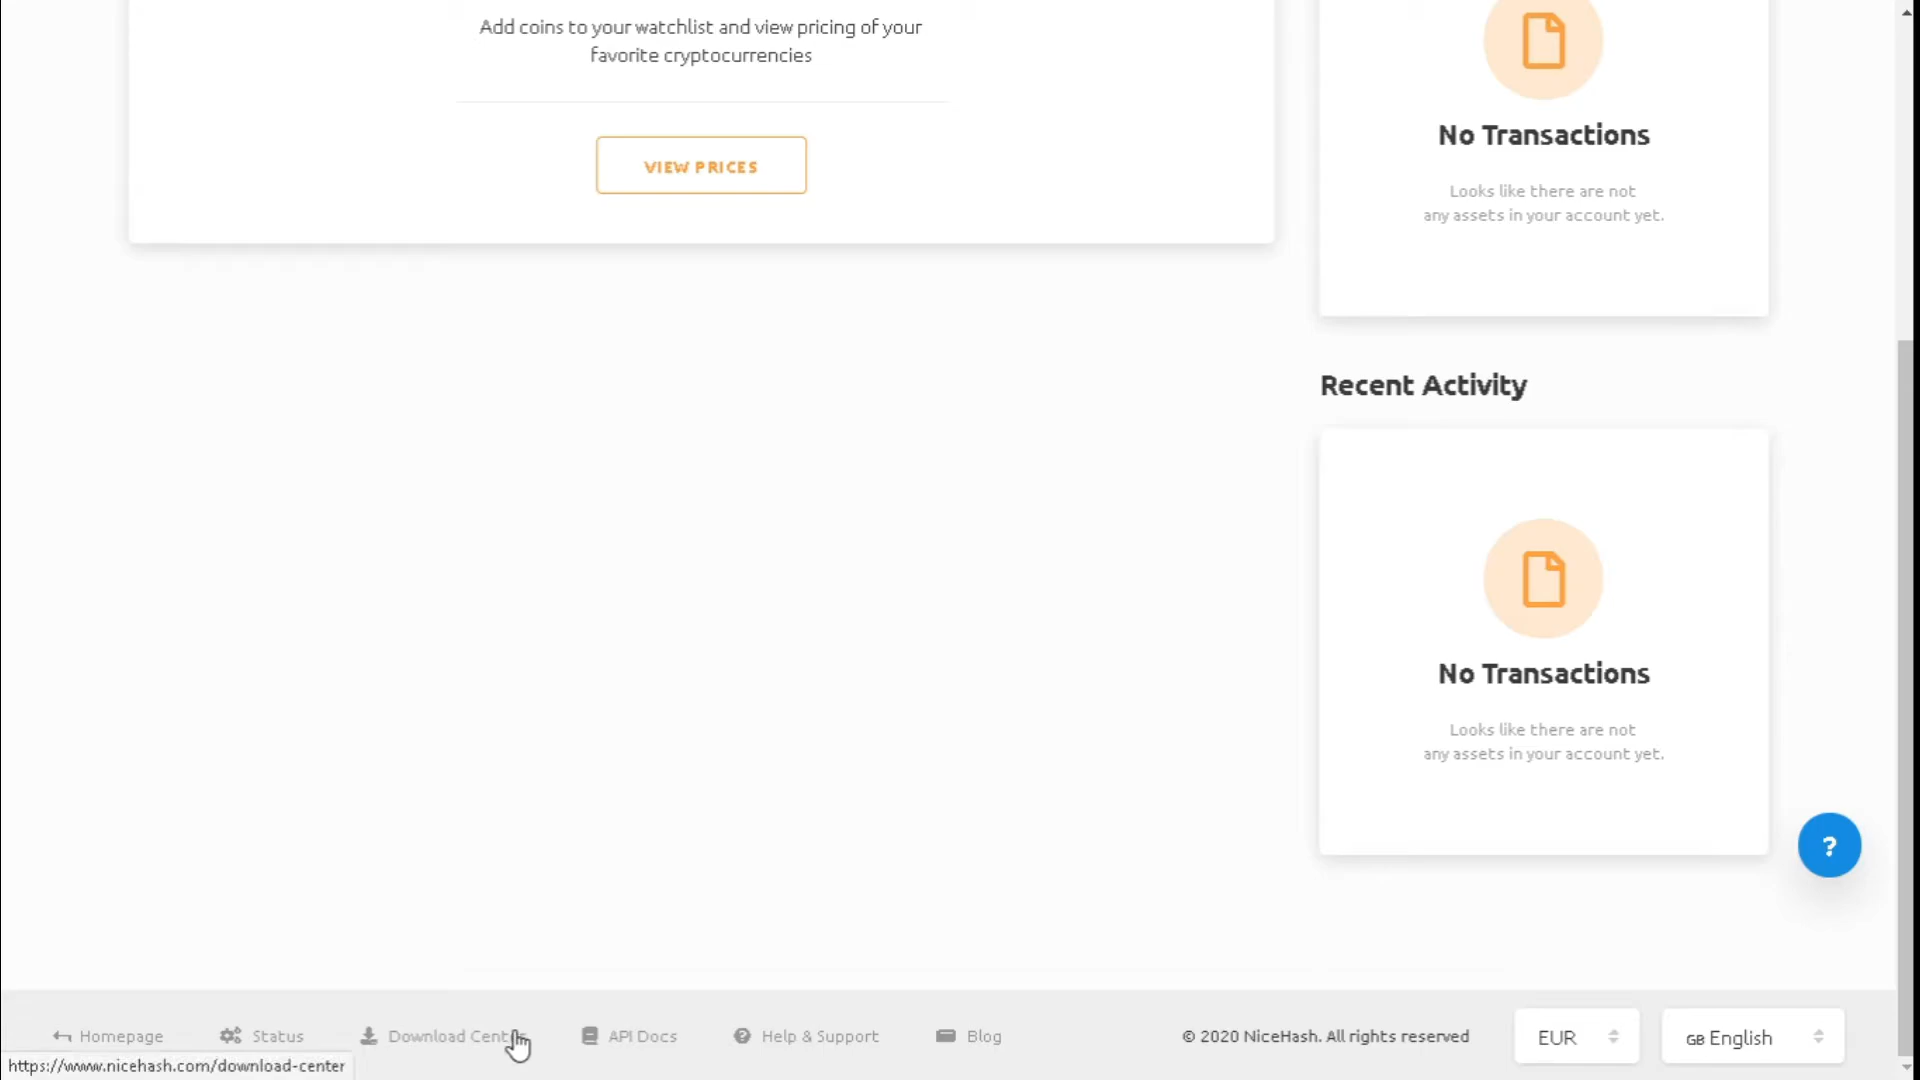 Add coins to your watchlist and view pricing of your
favorite cryptocurrencies
VIEW PRICES
No Transactions
Looks like there are not
any assets in your account yet.
Recent Activity
No Transactions
Looks like there are not
any assets in your account yet.
?
Homepage Status Download Center API Docs Help & Support Blog © 2020 NiceHash. All rights reserved EUR GB English
https://www.nicehash.com/download-center